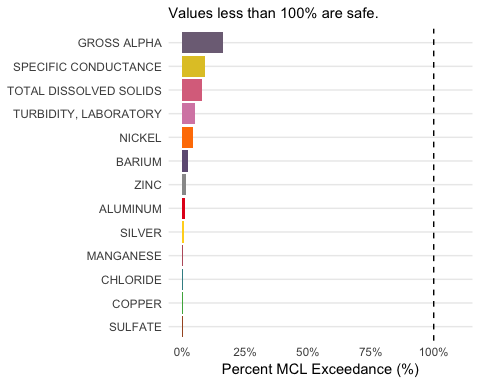 Values less than 100% are safe.
GROSS ALPHA
SPECIFIC CONDUCTANCE
TOTAL DISSOLVED SOLIDS
TURBIDITY, LABORATORY
NICKEL
BARIUM
ZINC
ALUMINUM
SILVER
MANGANESE
CHLORIDE
COPPER
SULFATE
0% 25% 50% 75% 100%
Percent MCL Exceedance (%)